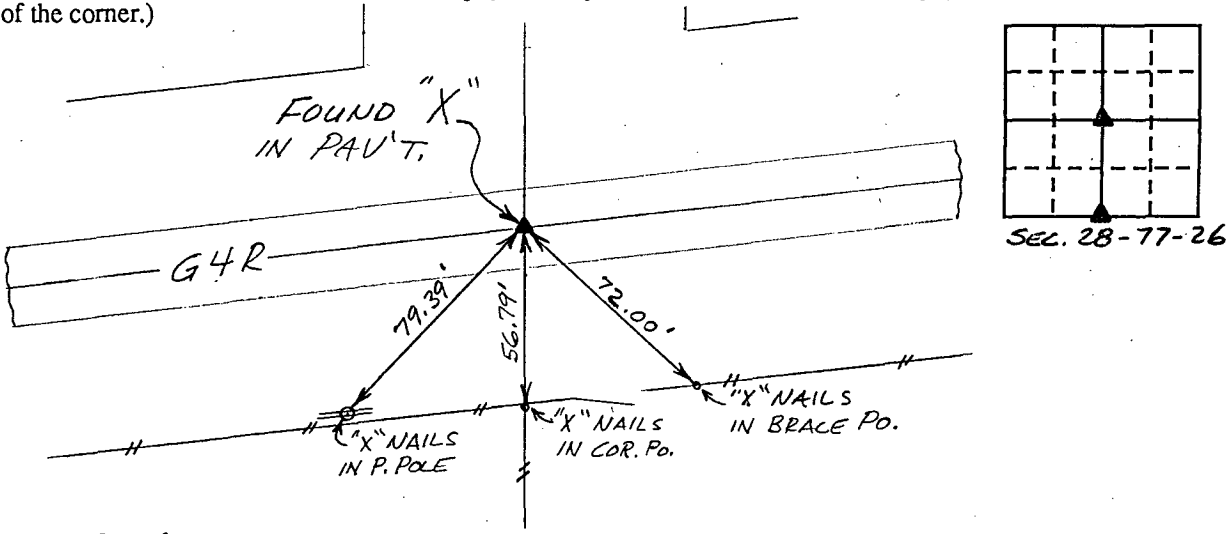 of the corner.)
FOUND "X"
IN PAV'T.
SEC. 28-77-26
G4R
79.39'
56.79'
72.00'
"X" NAILS
IN P. POLE
"X" NAILS
IN COR. PO.
"X" NAILS
IN BRACE PO.